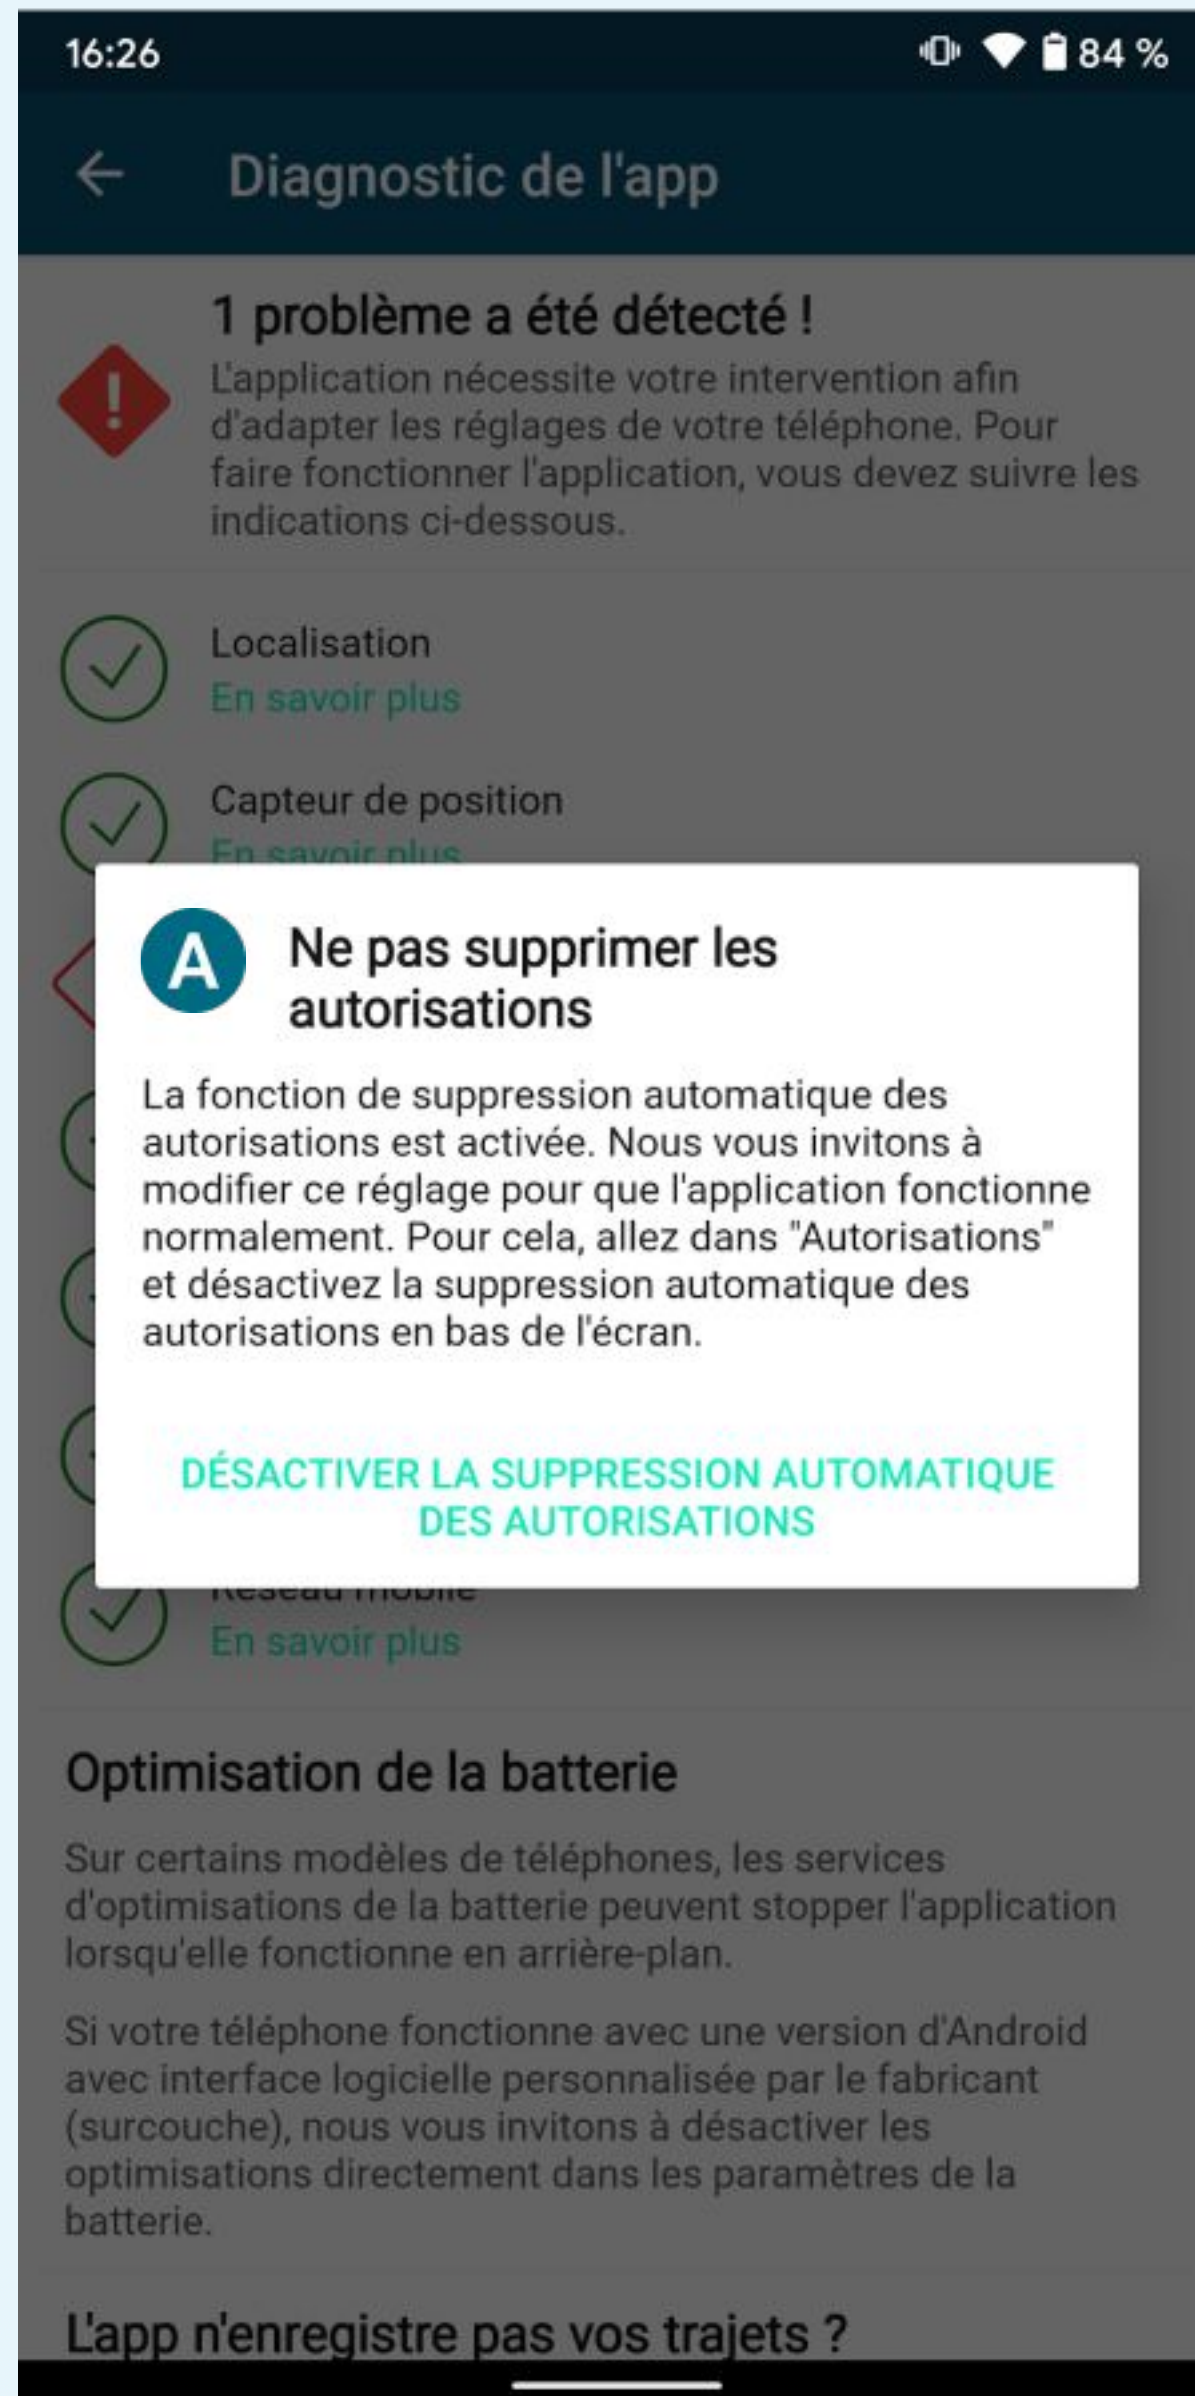 16:26 84 %
Diagnostic de l'app
1 problème a été détecté !
L'application nécessite votre intervention afin
d'adapter les réglages de votre téléphone. Pour
faire fonctionner l'application, vous devez suivre les
indications ci-dessous.
Localisation
En savoir plus
Capteur de position
En savoir plus
A
Ne pas supprimer les
autorisations
La fonction de suppression automatique des
autorisations est activée. Nous vous invitons à
modifier ce réglage pour que l'application fonctionne
normalement. Pour cela, allez dans "Autorisations"
et désactivez la suppression automatique des
autorisations en bas de l'écran.
DÉSACTIVER LA SUPPRESSION AUTOMATIQUE
DES AUTORISATIONS
Réseau mobile
En savoir plus
Optimisation de la batterie
Sur certains modèles de téléphones, les services
d'optimisations de la batterie peuvent stopper l'application
lorsqu'elle fonctionne en arrière-plan.
Si votre téléphone fonctionne avec une version d'Android
avec interface logicielle personnalisée par le fabricant
(surcouche), nous vous invitons à désactiver les
optimisations directement dans les paramètres de la
batterie.
L'app n'enregistre pas vos trajets ?